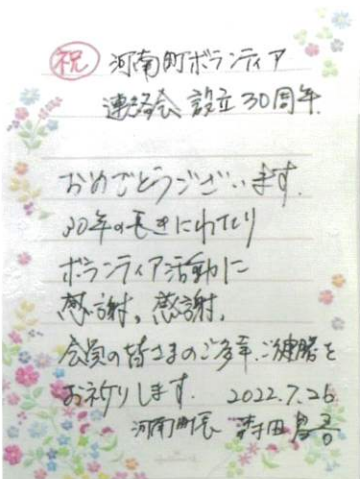 祝 河南町ボランティア
連絡会 設立30周年
おめでとうございます.
30年の長きにわたり
ボランティア活動に
感謝。感謝.
会員の皆さまのご多幸、ご健勝を
お祈りします. 2022.7.26
河南町長 森田昌吾